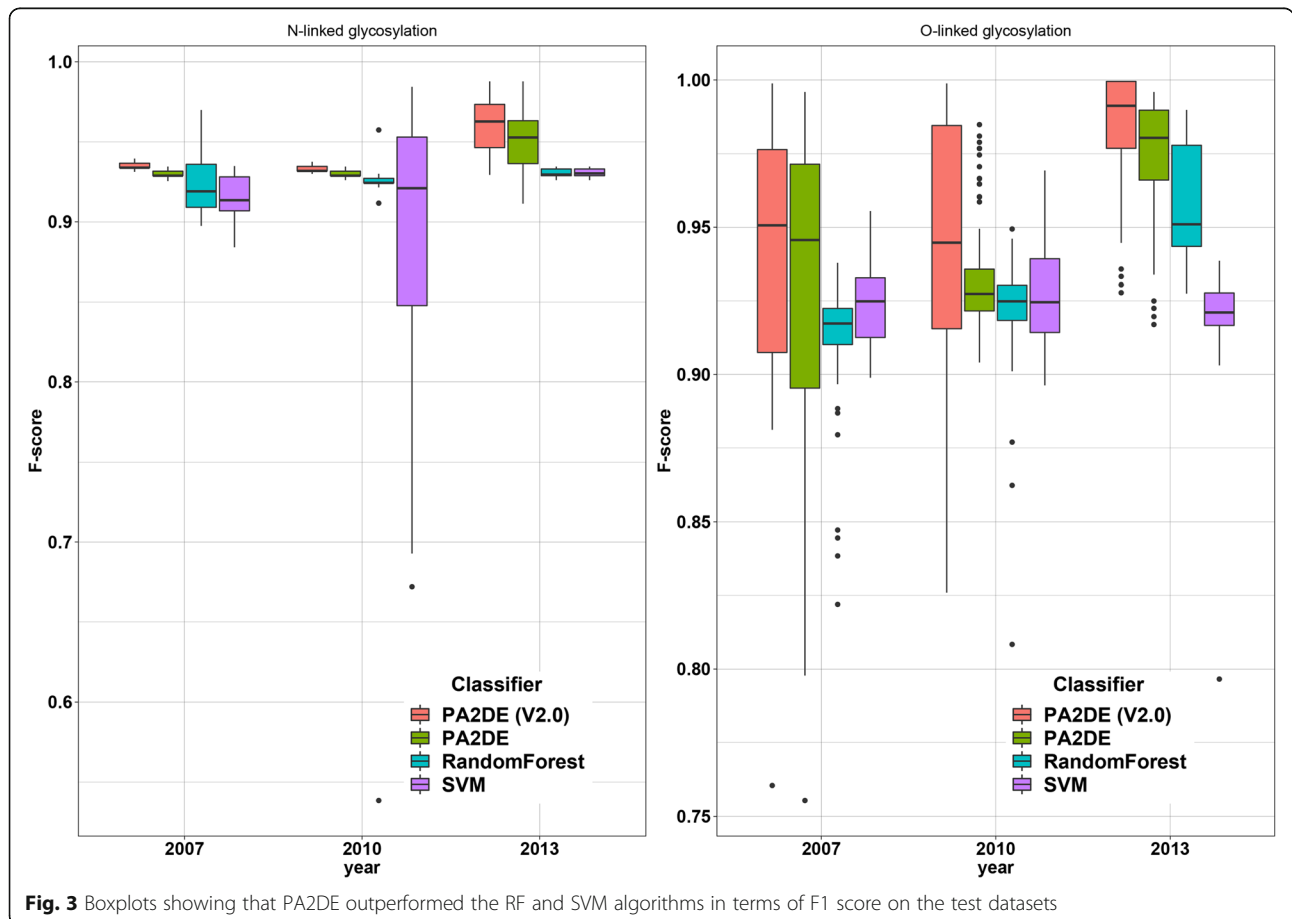 N-linked glycosylation
1.0
0.9
0.8
0.7
0.6
F-score
2007
2010
2013
year
Classifier
PA2DE (V2.0)
PA2DE
RandomForest
SVM
O-linked glycosylation
1.00
0.95
0.90
0.85
0.80
0.75
F-score
2007
2010
2013
year
Classifier
PA2DE (V2.0)
PA2DE
RandomForest
SVM
Fig. 3 Boxplots showing that PA2DE outperformed the RF and SVM algorithms in terms of F1 score on the test datasets